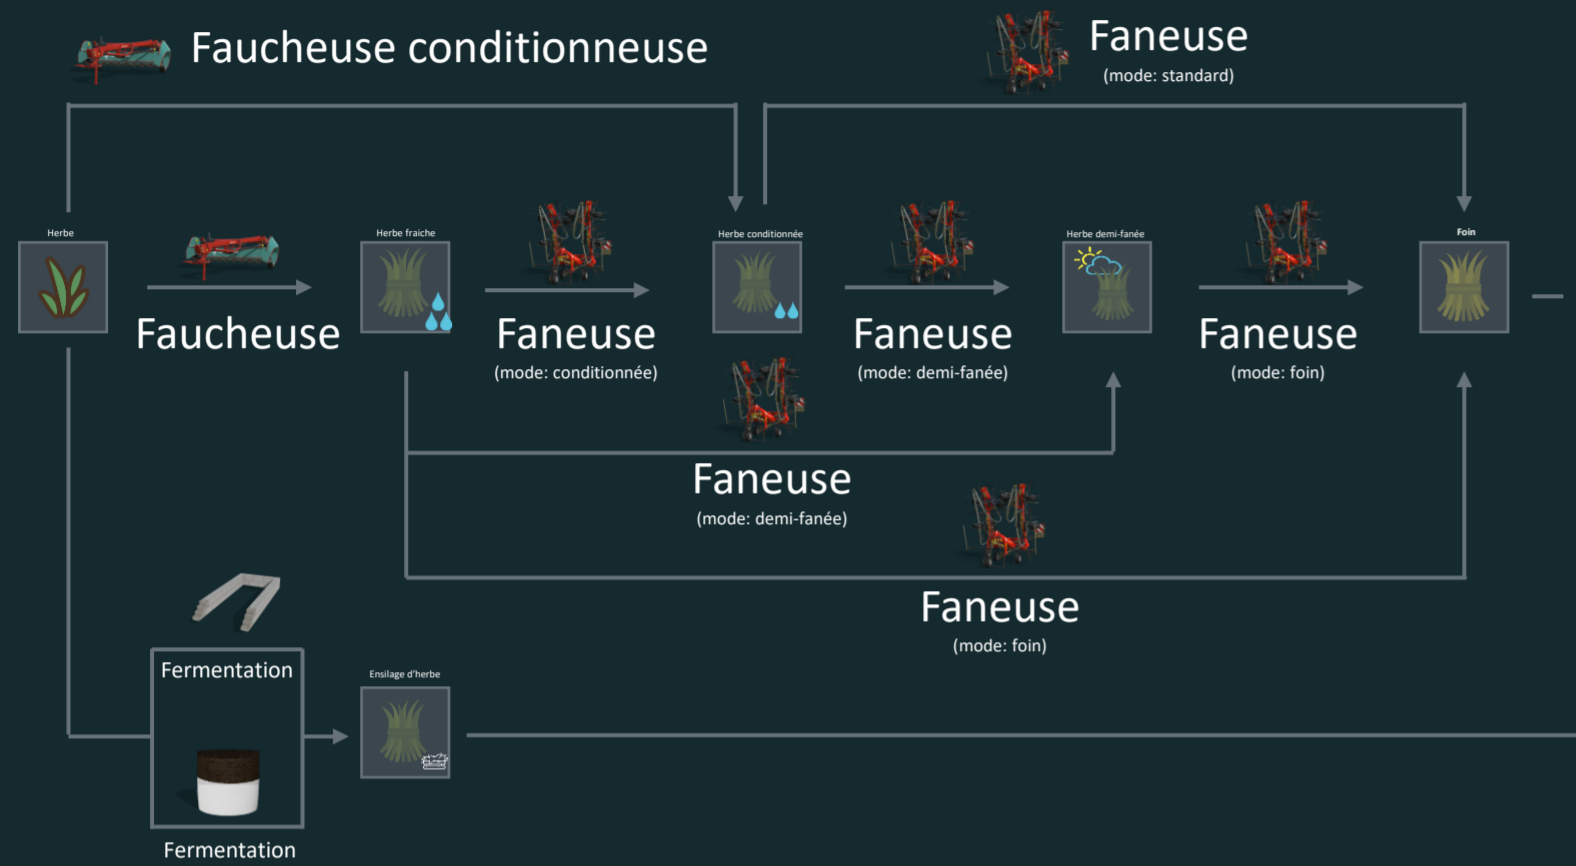 Faucheuse conditionneuse
Faneuse
(mode: standard)
Herbe
Herbe fraiche
Herbe conditionnée
Herbe demi-fanée
Foin
Faucheuse
Faneuse
(mode: conditionnée)
Faneuse
(mode: demi-fanée)
Faneuse
(mode: foin)
Faneuse
(mode: demi-fanée)
Faneuse
(mode: foin)
Fermentation
Ensilage d'herbe
Fermentation